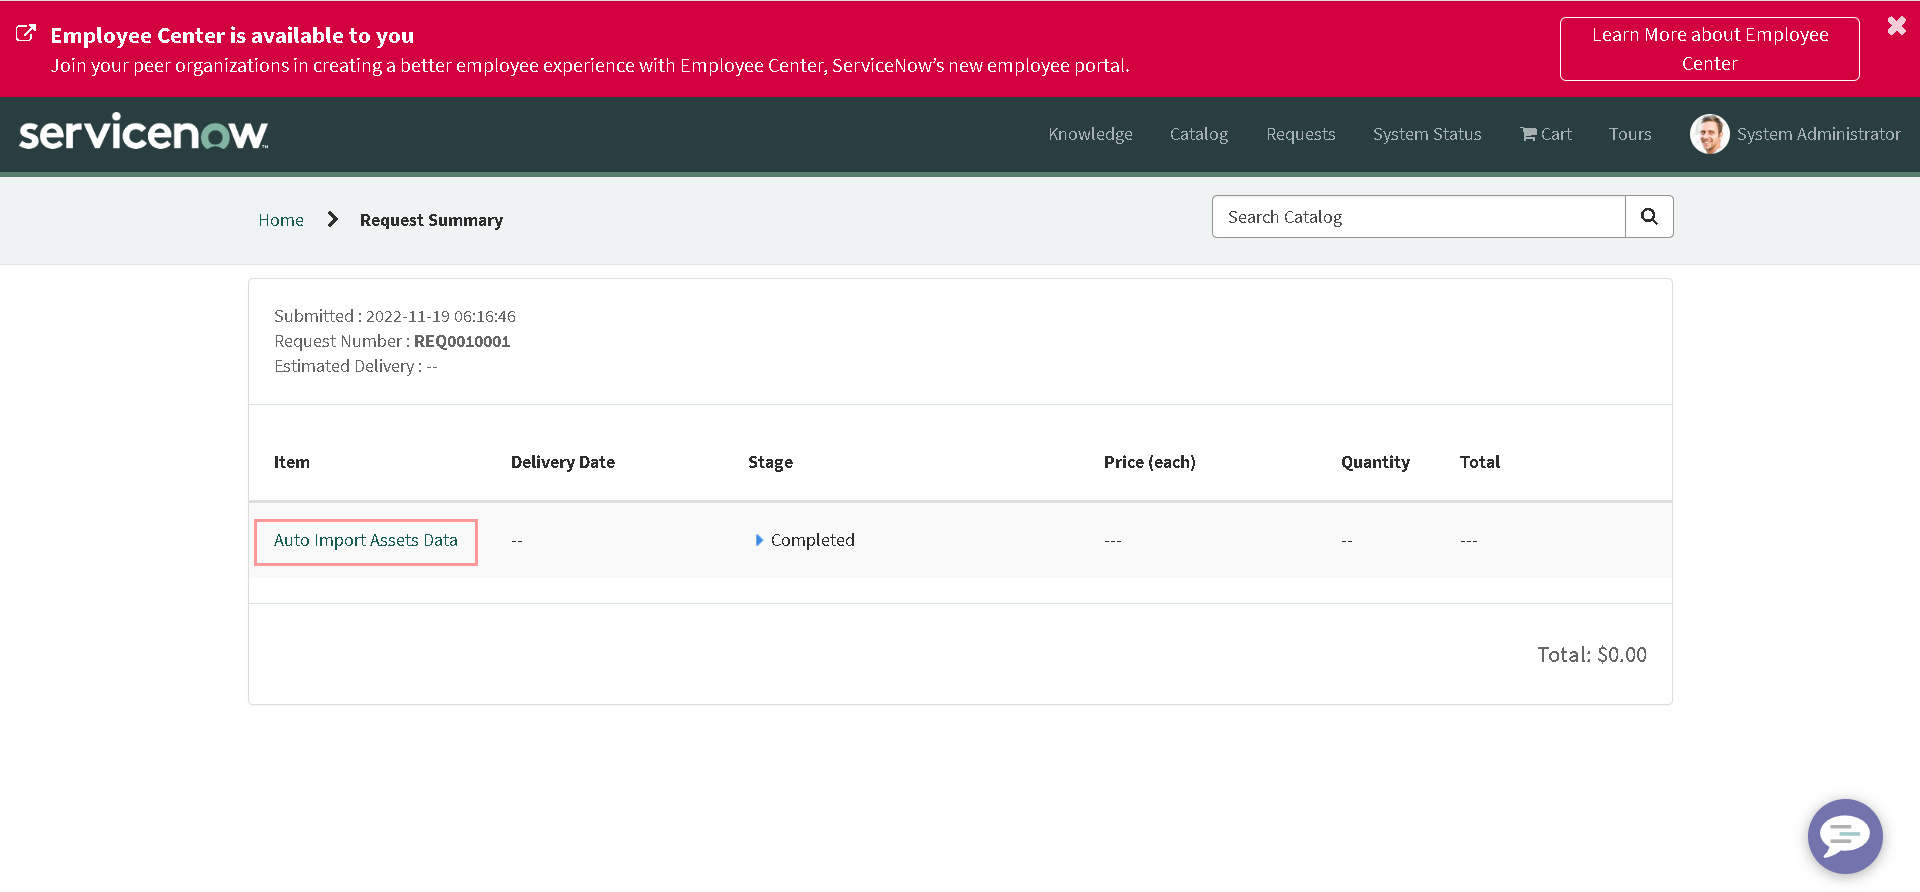 Employee Center is available to you
Join your peer organizations in creating a better employee experience with Employee Center, ServiceNow’s new employee portal.
Learn More about Employee
Center
servicenow™
Knowledge Catalog Requests System Status Cart Tours System Administrator
Home Request Summary
Search Catalog
Submitted : 2022-11-19 06:16:46
Request Number : REQ0010001
Estimated Delivery : --
Item Delivery Date Stage Price (each) Quantity Total
Auto Import Assets Data -- Completed --- -- ---
Total: $0.00